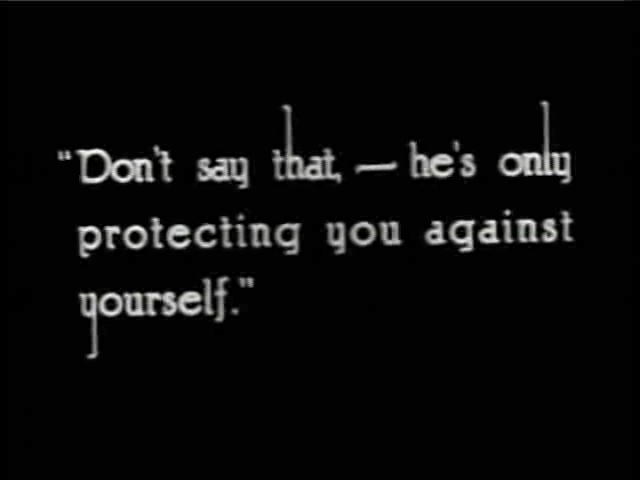 "Don't say that, — he's only
protecting you against
yourself."